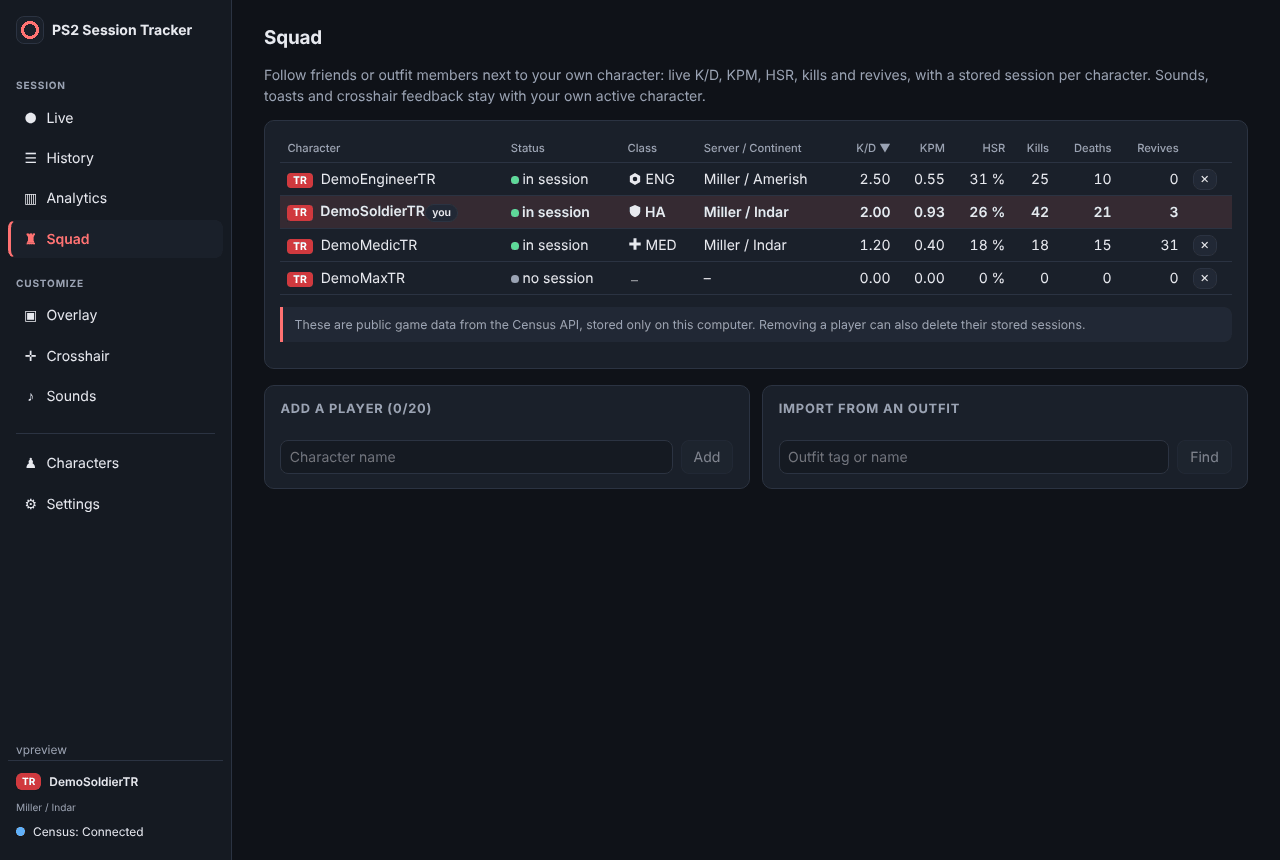 PS2 Session Tracker
SESSION
Live
History
Analytics
Squad
CUSTOMIZE
Overlay
Crosshair
Sounds
Characters
Settings
vpreview
TR DemoSoldierTR
Miller / Indar
Census: Connected
Squad
Follow friends or outfit members next to your own character: live K/D, KPM, HSR, kills and revives, with a stored session per character. Sounds,
toasts and crosshair feedback stay with your own active character.
Character Status Class Server / Continent K/D ▼ KPM HSR Kills Deaths Revives
TR DemoEngineerTR in session ENG Miller / Amerish 2.50 0.55 31 % 25 10 0 ✕
TR DemoSoldierTR you in session HA Miller / Indar 2.00 0.93 26 % 42 21 3
TR DemoMedicTR in session MED Miller / Indar 1.20 0.40 18 % 18 15 31 ✕
TR DemoMaxTR no session – – 0.00 0.00 0 % 0 0 0 ✕
These are public game data from the Census API, stored only on this computer. Removing a player can also delete their stored sessions.
ADD A PLAYER (0/20)
Character name Add
IMPORT FROM AN OUTFIT
Outfit tag or name Find